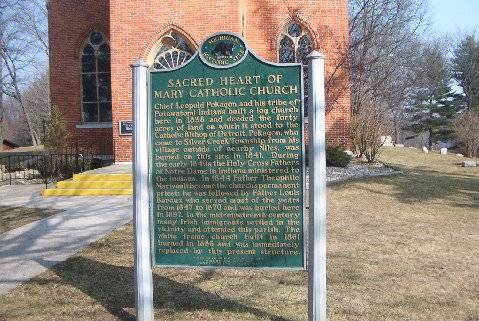 SACRED HEART OF
MARY CATHOLIC CHURCH
Chief Leopold Pokagon and his tribe of
Potawatomi Indians built a log church
here in 1838 and deeded the forty
acres of land on which it stood to the
Catholic Bishop of Detroit. Pokagon, who
came to Silver Creek Township from his
village outside of nearby Niles, was
buried on this site in 1841. During
the early 1840s the Holy Cross Fathers
of Notre Dame in Indiana ministered to
the Indians. In 1844 Father Theophile
Marivault became the church's permanent
priest. He was followed by Father Louis
Baroux who served most of the years
from 1847 to 1870 and was buried here
in 1897. In the mid-nineteenth century
many Irish immigrants settled in the
vicinity and attended this parish. The
white frame church built in 1861
burned in 1886 and was immediately
replaced by this present structure.